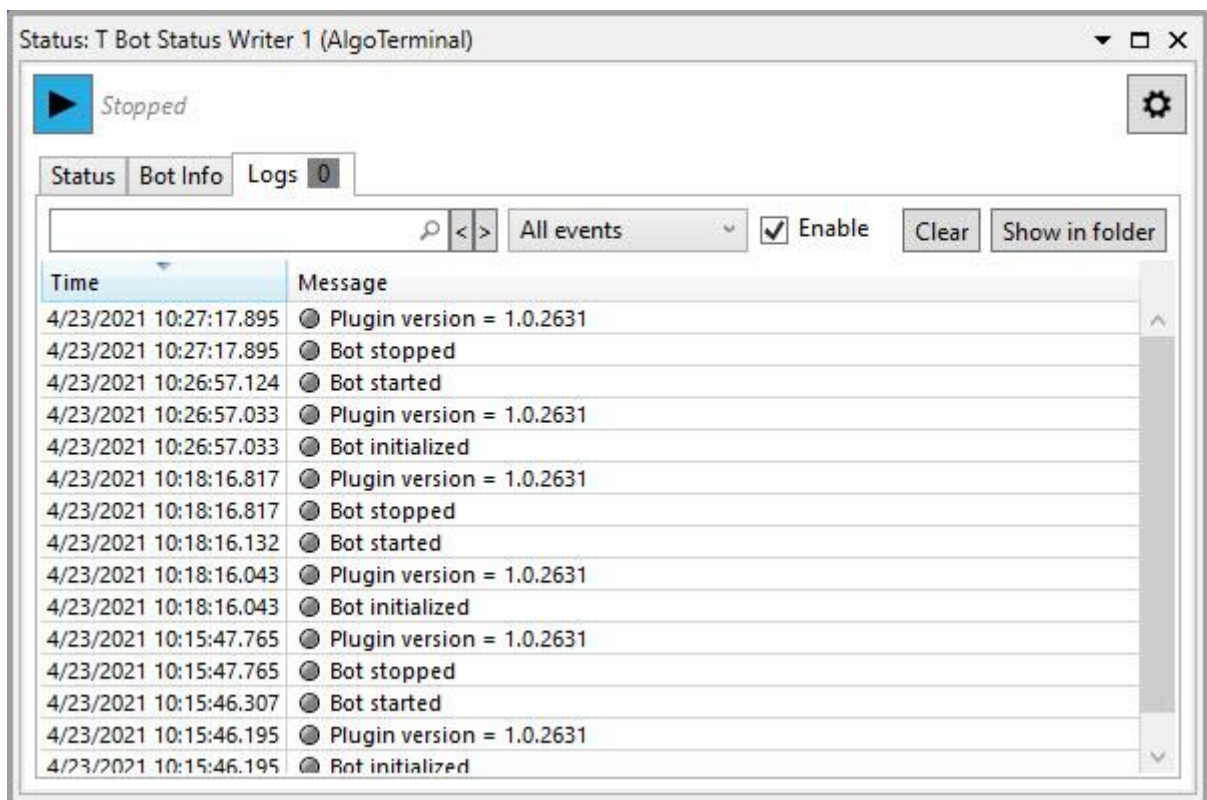 Status: T Bot Status Writer 1 (AlgoTerminal)
Stopped
Status Bot Info Logs 0
< > All events Enable Clear Show in folder
Time Message
4/23/2021 10:27:17.895 Plugin version = 1.0.2631
4/23/2021 10:27:17.895 Bot stopped
4/23/2021 10:26:57.124 Bot started
4/23/2021 10:26:57.033 Plugin version = 1.0.2631
4/23/2021 10:26:57.033 Bot initialized
4/23/2021 10:18:16.817 Plugin version = 1.0.2631
4/23/2021 10:18:16.817 Bot stopped
4/23/2021 10:18:16.132 Bot started
4/23/2021 10:18:16.043 Plugin version = 1.0.2631
4/23/2021 10:18:16.043 Bot initialized
4/23/2021 10:15:47.765 Plugin version = 1.0.2631
4/23/2021 10:15:47.765 Bot stopped
4/23/2021 10:15:46.307 Bot started
4/23/2021 10:15:46.195 Plugin version = 1.0.2631
4/23/2021 10:15:46.195 Bot initialized